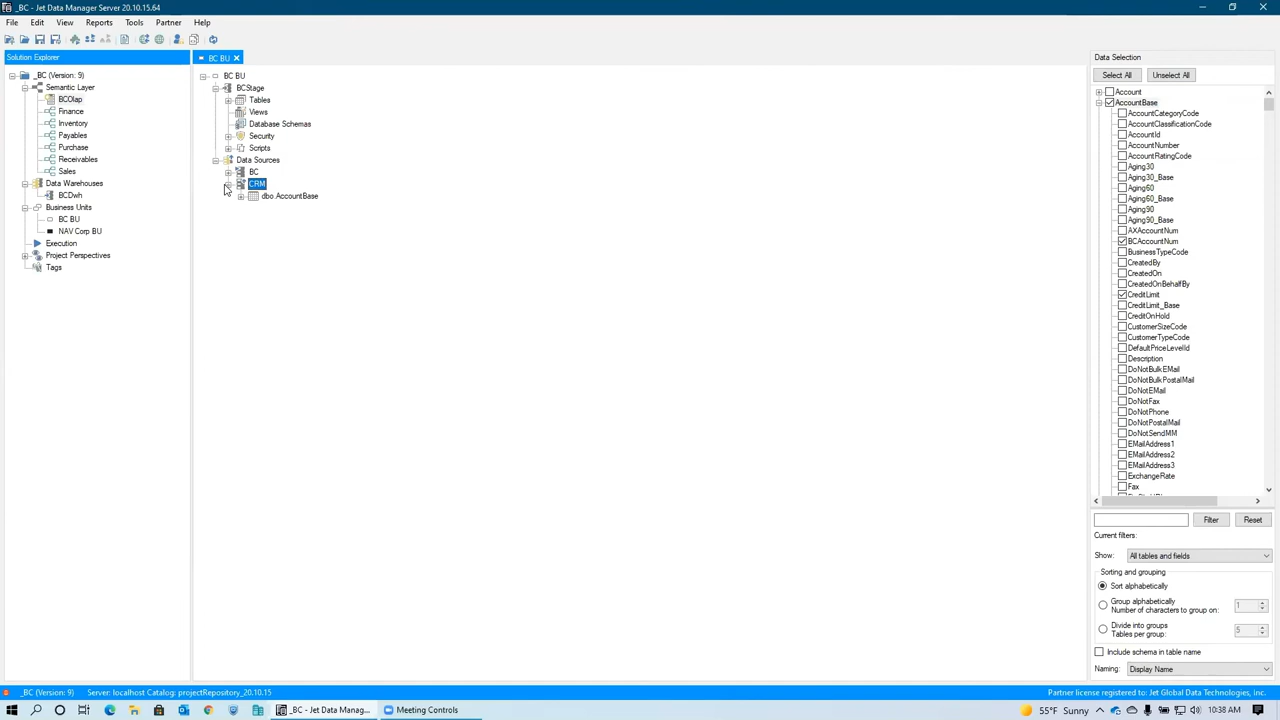 _BC - Jet Data Manager Server 20.10.15.64
File Edit View Reports Tools Partner Help
Solution Explorer
_BC (Version: 9)
Semantic Layer
BCOlap
Finance
Inventory
Payables
Purchase
Receivables
Sales
Data Warehouses
BCDwh
Business Units
BC BU
NAV Corp BU
Execution
Project Perspectives
Tags
BC BU
BC BU
BCStage
Tables
Views
Database Schemas
Security
Scripts
Data Sources
BC
CRM
dbo.AccountBase
Data Selection
Select All Unselect All
Account
AccountBase
AccountCategoryCode
AccountClassificationCode
AccountId
AccountNumber
AccountRatingCode
Aging30
Aging30_Base
Aging60
Aging60_Base
Aging90
Aging90_Base
AXAccountNum
BCAccountNum
BusinessTypeCode
CreatedBy
CreatedOn
CreatedOnBehalfBy
CreditLimit
CreditLimit_Base
CreditOnHold
CustomerSizeCode
CustomerTypeCode
DefaultPriceLevelId
Description
DoNotBulkEMail
DoNotBulkPostalMail
DoNotEMail
DoNotFax
DoNotPhone
DoNotPostalMail
DoNotSendMM
EMailAddress1
EMailAddress2
EMailAddress3
ExchangeRate
Fax
Filter Reset
Current filters:
Show: All tables and fields
Sorting and grouping
Sort alphabetically
Group alphabetically
Number of characters to group on: 1
Divide into groups
Tables per group: 5
Include schema in table name
Naming: Display Name
_BC (Version: 9) Server: localhost Catalog: projectRepository_20.10.15 Partner license registered to: Jet Global Data Technologies, inc.
_BC - Jet Data Manag... Meeting Controls 55°F Sunny 10:38 AM